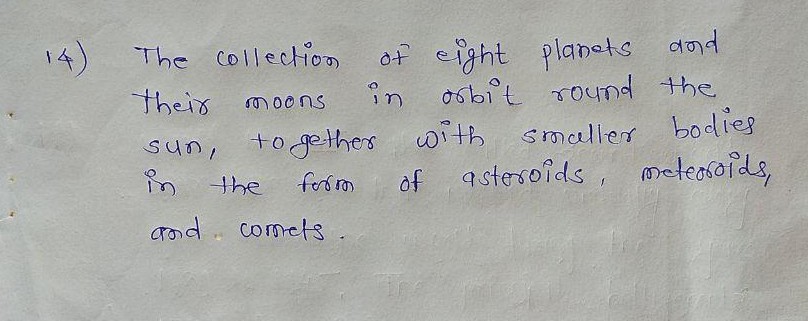 14) The collection of eight planets and
their moons in orbit round the
sun, together with smaller bodies
in the form of asteroids, meteoroids,
and comets.